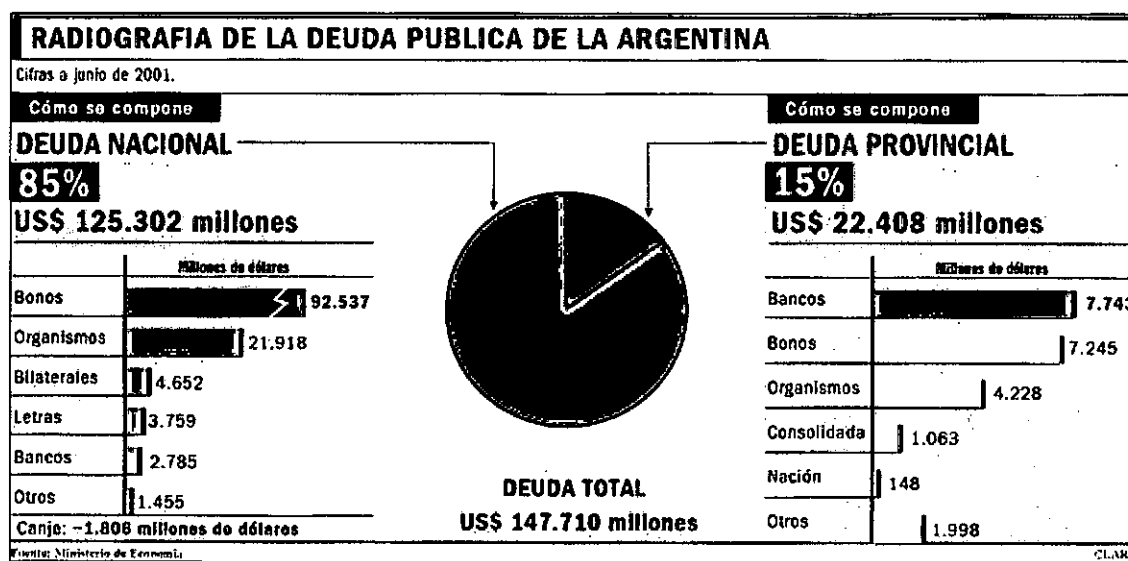 RADIOGRAFIA DE LA DEUDA PUBLICA DE LA ARGENTINA
Cifras a junio de 2001.
Cómo se compone
DEUDA NACIONAL
85%
US$ 125.302 millones
Millones de dólares
Bonos 92.537
Organismos 21.918
Bilaterales 4.652
Letras 3.759
Bancos 2.785
Otros 1.455
Canje: -1.806 millones de dólares
Fuente: Ministerio de Economía
DEUDA TOTAL
US$ 147.710 millones
Cómo se compone
DEUDA PROVINCIAL
15%
US$ 22.408 millones
Millones de dólares
Bancos 7.743
Bonos 7.245
Organismos 4.228
Consolidada 1.063
Nación 148
Otros 1.998
CLAR